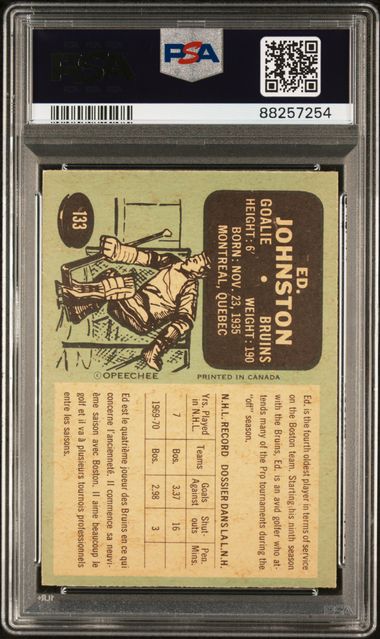 PSA
PSA
88257254
133
ED.
JOHNSTON
GOALIE • BRUINS
HEIGHT: 6' WEIGHT: 190
BORN: NOV. 23, 1935
MONTREAL, QUEBEC
©OPEECHEE PRINTED IN CANADA
Ed. is the fourth oldest player in terms of service
on the Boston team. Starting his ninth season
with the Bruins, Ed. is an avid golfer who at-
tends many of the Pro tournaments during the
"off" season.
N.H.L. RECORD DOSSIER DANS LA L.N.H.
Yrs. Played in N.H.L. Teams Goals Against Shut- outs Pen. Mins.
7 Bos. 3.37 16
1969-70 Bos. 2.98 3
Ed est le quatrième joueur des Bruins en ce qui
concerne l'ancienneté. Il commence sa neuvi-
ème saison avec Boston. Il aime beaucoup le
golf et il va à plusieurs tournois professionnels
entre les saisons.